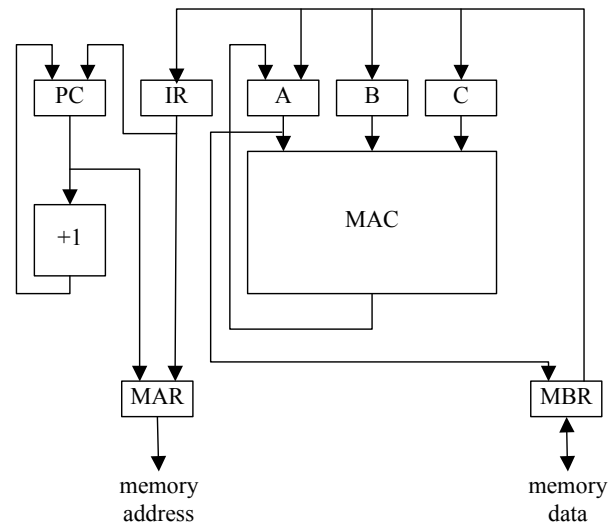 PC
IR
A
B
C
+1
MAC
MAR
MBR
memory
address
memory
data